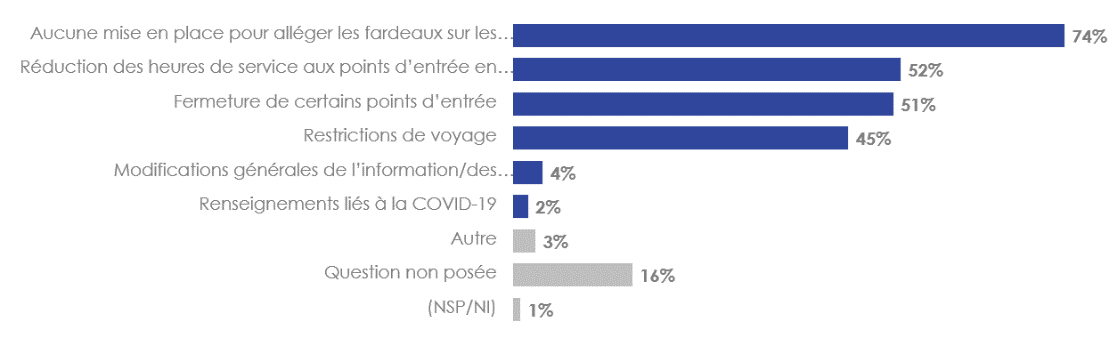 Aucune mise en place pour alléger les fardeaux sur les… 74%
Réduction des heures de service aux points d’entrée en… 52%
Fermeture de certains points d’entrée 51%
Restrictions de voyage 45%
Modifications générales de l’information/des… 4%
Renseignements liés à la COVID-19 2%
Autre 3%
Question non posée 16%
(NSP/NI) 1%